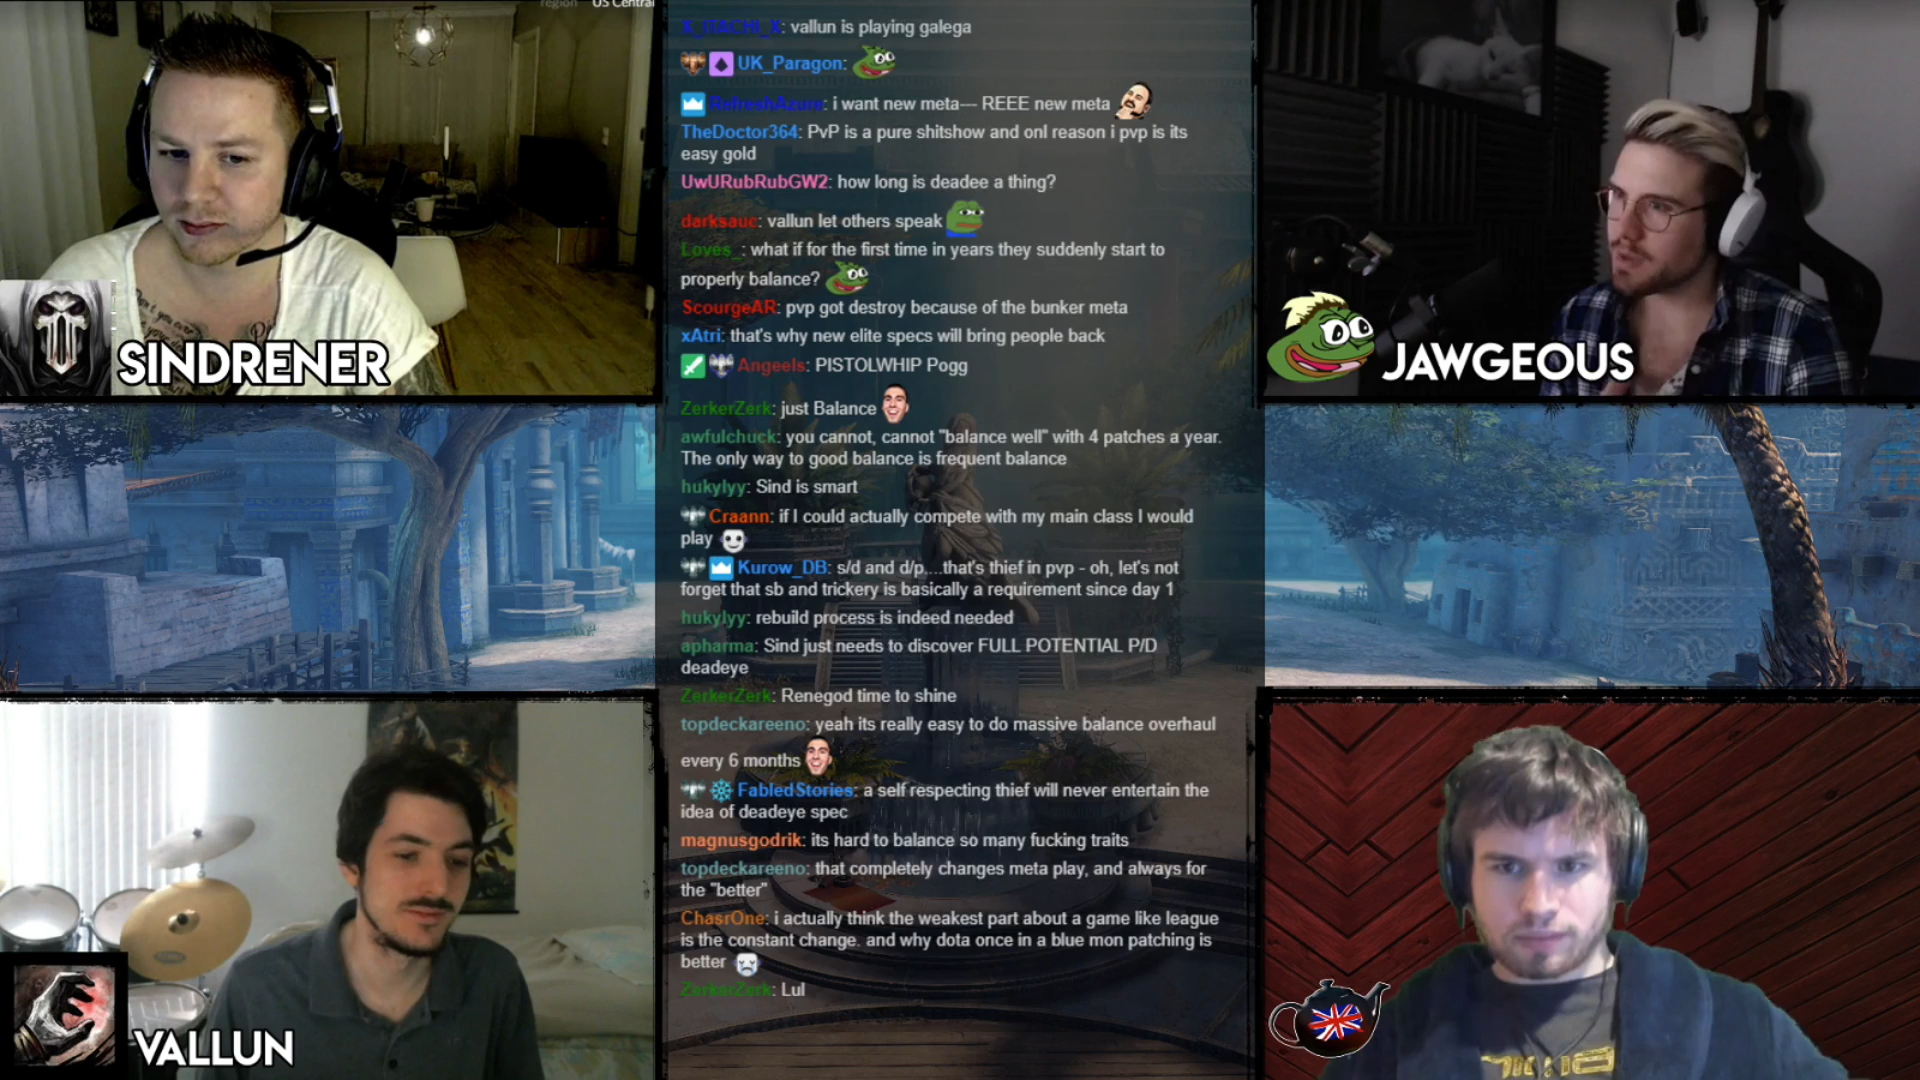 region US Central
X_ITACHI_X: vallun is playing galega
UK_Paragon:
RefreshAzure: i want new meta--- REEE new meta
TheDoctor364: PvP is a pure shitshow and onl reason i pvp is its
easy gold
UwURubRubGW2: how long is deadee a thing?
darksauc: vallun let others speak
Loves_: what if for the first time in years they suddenly start to
properly balance?
ScourgeAR: pvp got destroy because of the bunker meta
xAtri: that's why new elite specs will bring people back
Angeels: PISTOLWHIP Pogg
ZerkerZerk: just Balance
awfulchuck: you cannot, cannot "balance well" with 4 patches a year.
The only way to good balance is frequent balance
hukylyy: Sind is smart
Craann: if I could actually compete with my main class I would
play
Kurow_DB: s/d and d/p....that's thief in pvp - oh, let's not
forget that sb and trickery is basically a requirement since day 1
hukylyy: rebuild process is indeed needed
apharma: Sind just needs to discover FULL POTENTIAL P/D
deadeye
ZerkerZerk: Renegod time to shine
topdeckareeno: yeah its really easy to do massive balance overhaul
every 6 months
FabledStories: a self respecting thief will never entertain the
idea of deadeye spec
magnusgodrik: its hard to balance so many fucking traits
topdeckareeno: that completely changes meta play, and always for
the "better"
ChasrOne: i actually think the weakest part about a game like league
is the constant change. and why dota once in a blue mon patching is
better
ZerkerZerk: Lul
SINDRENER
JAWGEOUS
VALLUN